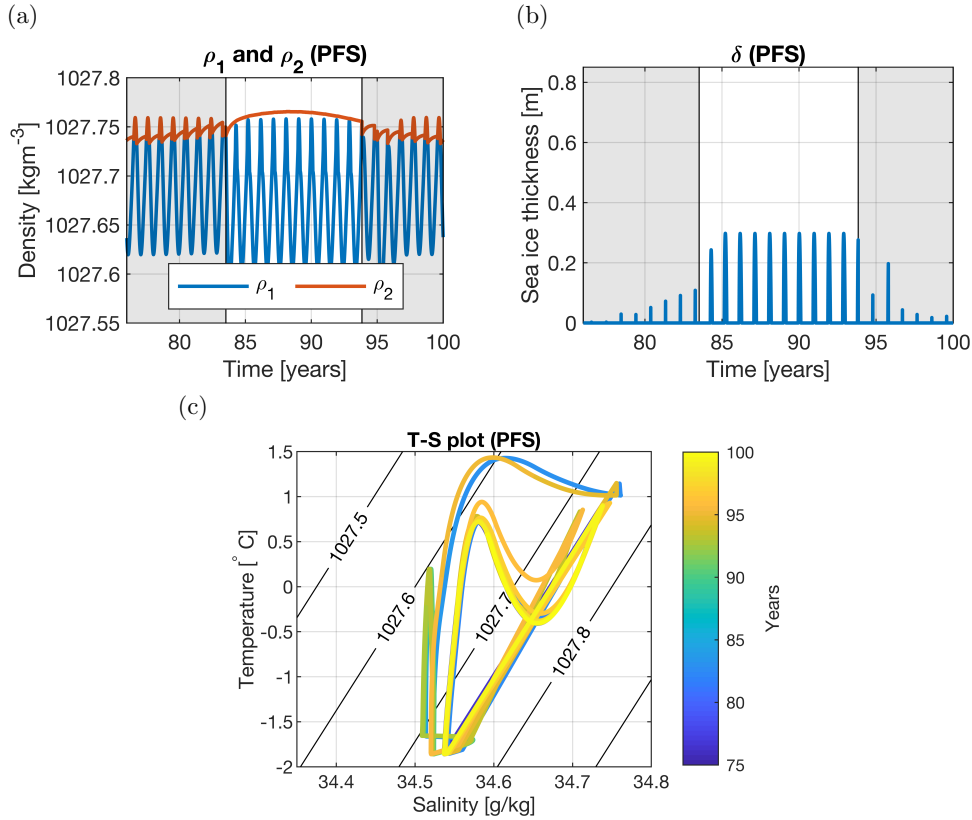 (a)
ρ₁ and ρ₂ (PFS)
1027.8
1027.75
1027.7
1027.65
1027.6
1027.55
Density [kgm⁻³]
ρ₁ ρ₂
80 85 90 95 100
Time [years]
(b)
δ (PFS)
0.8
0.6
0.4
0.2
0
Sea ice thickness [m]
80 85 90 95 100
Time [years]
(c)
T-S plot (PFS)
1.5
1
0.5
0
-0.5
-1
-1.5
-2
Temperature [° C]
1027.5
1027.6
1027.7
1027.8
34.4 34.5 34.6 34.7 34.8
Salinity [g/kg]
100
95
90
85
80
75
Years